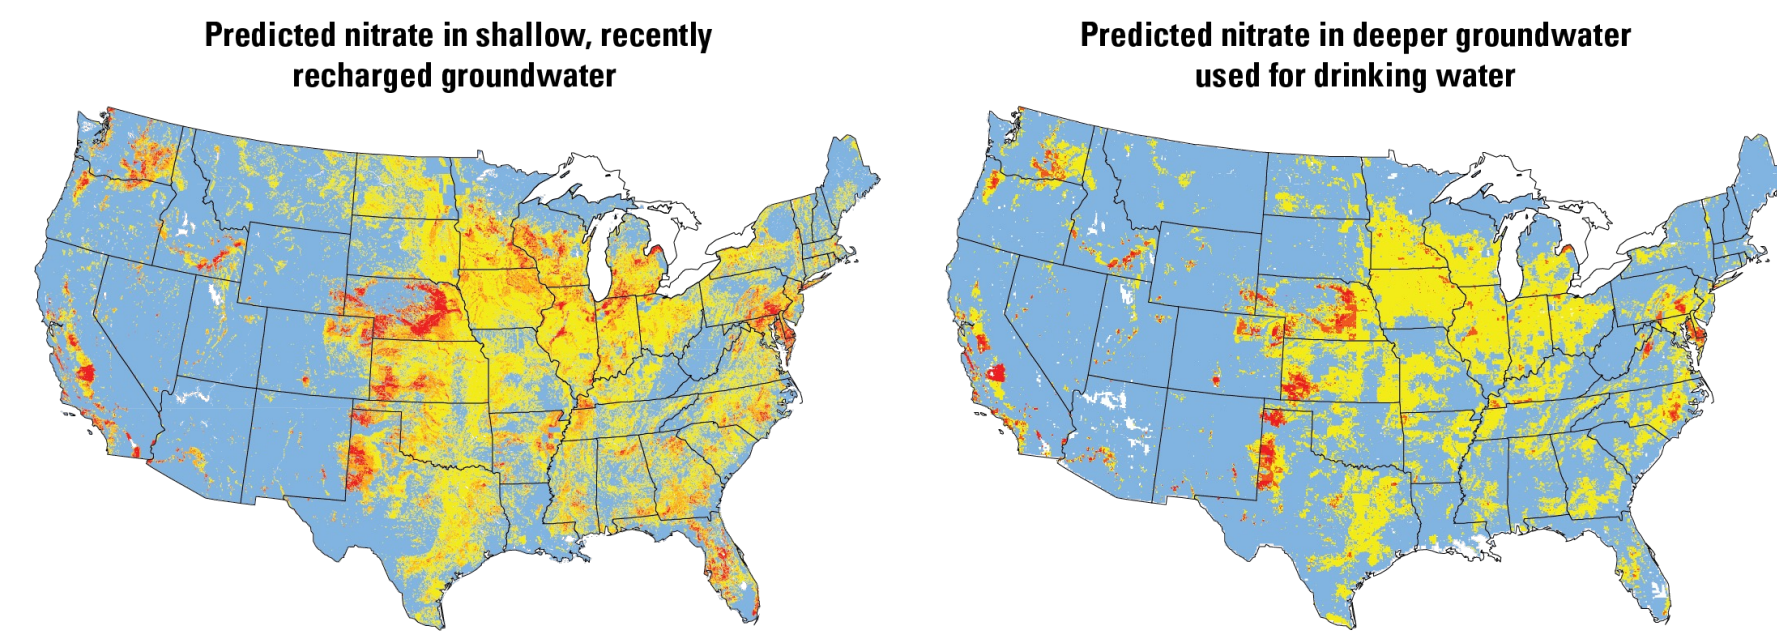 Predicted nitrate in shallow, recently
recharged groundwater
Predicted nitrate in deeper groundwater
used for drinking water